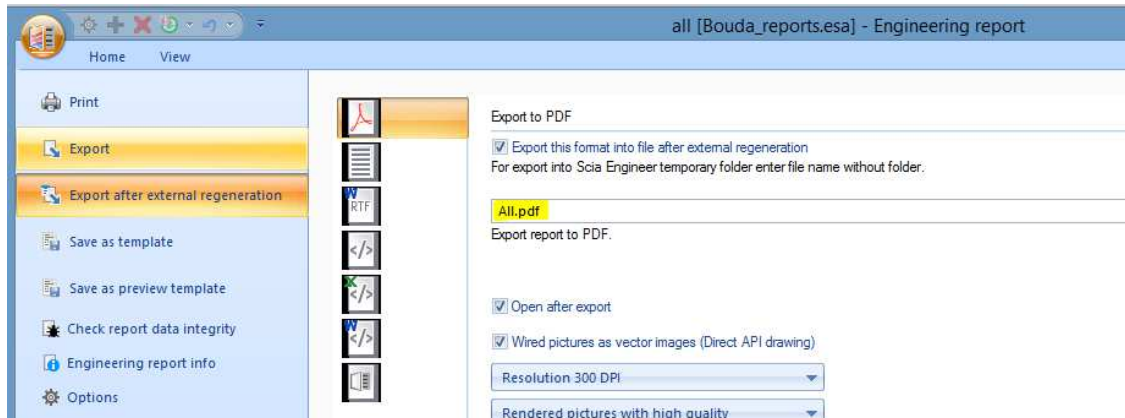 all [Bouda_reports.esa] - Engineering report
Home View
Print
Export
Export after external regeneration
Save as template
Save as preview template
Check report data integrity
Engineering report info
Options
W
RTF
</>
X
</>
W
</>
Export to PDF
Export this format into file after external regeneration
For export into Scia Engineer temporary folder enter file name without folder.
All.pdf
Export report to PDF.
Open after export
Wired pictures as vector images (Direct API drawing)
Resolution 300 DPI
Rendered pictures with high quality